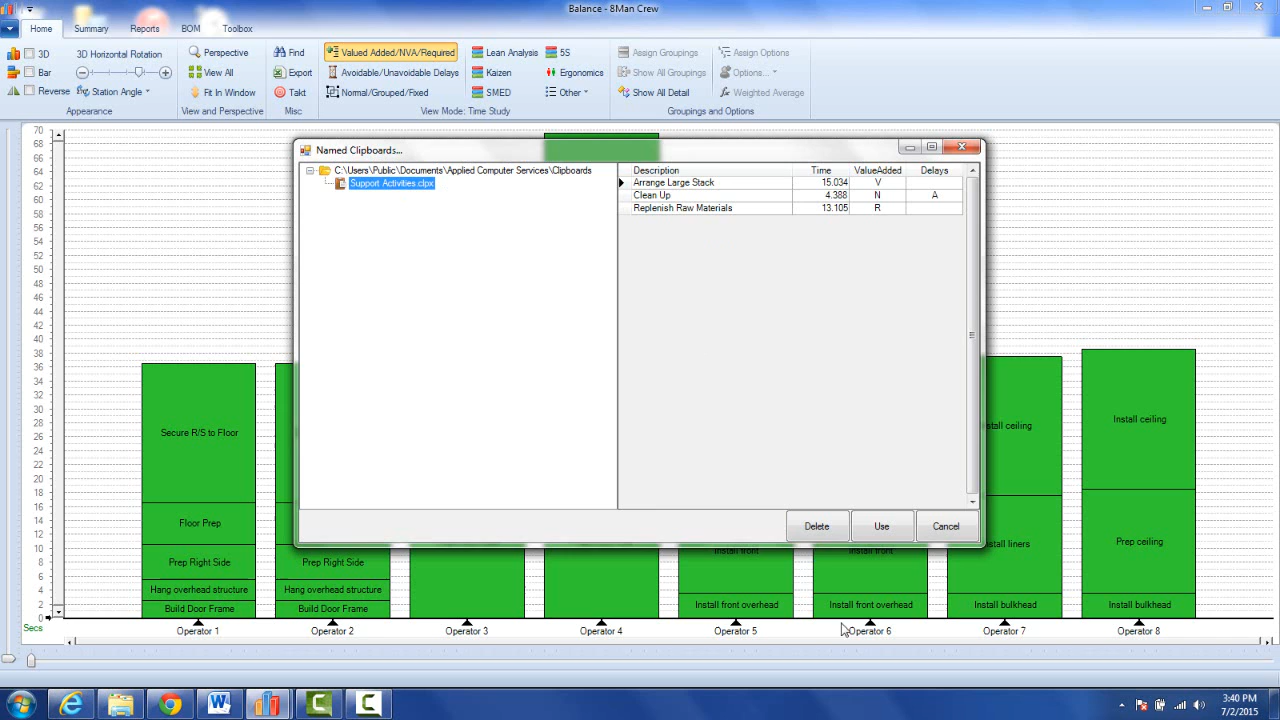 Balance - 8Man Crew
Home Summary Reports BOM Toolbox
3D 3D Horizontal Rotation Perspective Find Valued Added/NVA/Required Lean Analysis 5S Assign Groupings Assign Options
Bar View All Export Avoidable/Unavoidable Delays Kaizen Ergonomics Show All Groupings Options...
Reverse Station Angle Fit In Window Takt Normal/Grouped/Fixed SMED Other Show All Detail Weighted Average
Appearance View and Perspective Misc View Mode: Time Study Groupings and Options
Named Clipboards...
C:\Users\Public\Documents\Applied Computer Services\Clipboards
Support Activities.clpx
Description Time ValueAdded Delays
Arrange Large Stack 15.034 V
Clean Up 4.388 N A
Replenish Raw Materials 13.105 R
Delete Use Cancel
70
68
66
64
62
60
58
56
54
52
50
48
46
44
42
40
38
36
34
32
30
28
26
24
22
20
18
16
14
12
10
8
6
4
2
0
Secs
Secure R/S to Floor
Floor Prep
Prep Right Side
Hang overhead structure
Build Door Frame
Prep Right Side
Hang overhead structure
Build Door Frame
Install front
Install front overhead
Install front
Install front overhead
stall ceiling
stall liners
Install bulkhead
Install ceiling
Prep ceiling
Install bulkhead
Operator 1 Operator 2 Operator 3 Operator 4 Operator 5 Operator 6 Operator 7 Operator 8
3:40 PM
7/2/2015